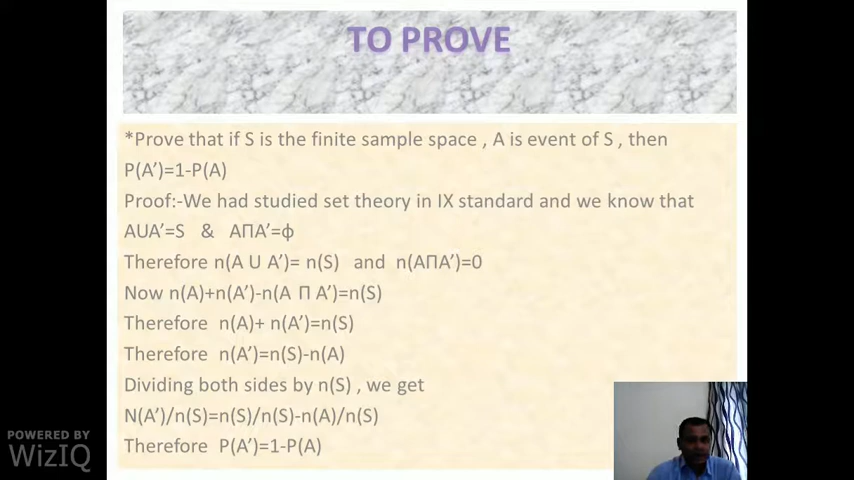 TO PROVE
*Prove that if S is the finite sample space , A is event of S , then
P(A’)=1-P(A)
Proof:-We had studied set theory in IX standard and we know that
AUA’=S & AΠA’=ф
Therefore n(A U A’)= n(S) and n(AΠA’)=0
Now n(A)+n(A’)-n(A Π A’)=n(S)
Therefore n(A)+ n(A’)=n(S)
Therefore n(A’)=n(S)-n(A)
Dividing both sides by n(S) , we get
N(A’)/n(S)=n(S)/n(S)-n(A)/n(S)
Therefore P(A’)=1-P(A)
POWERED BY
WizIQ